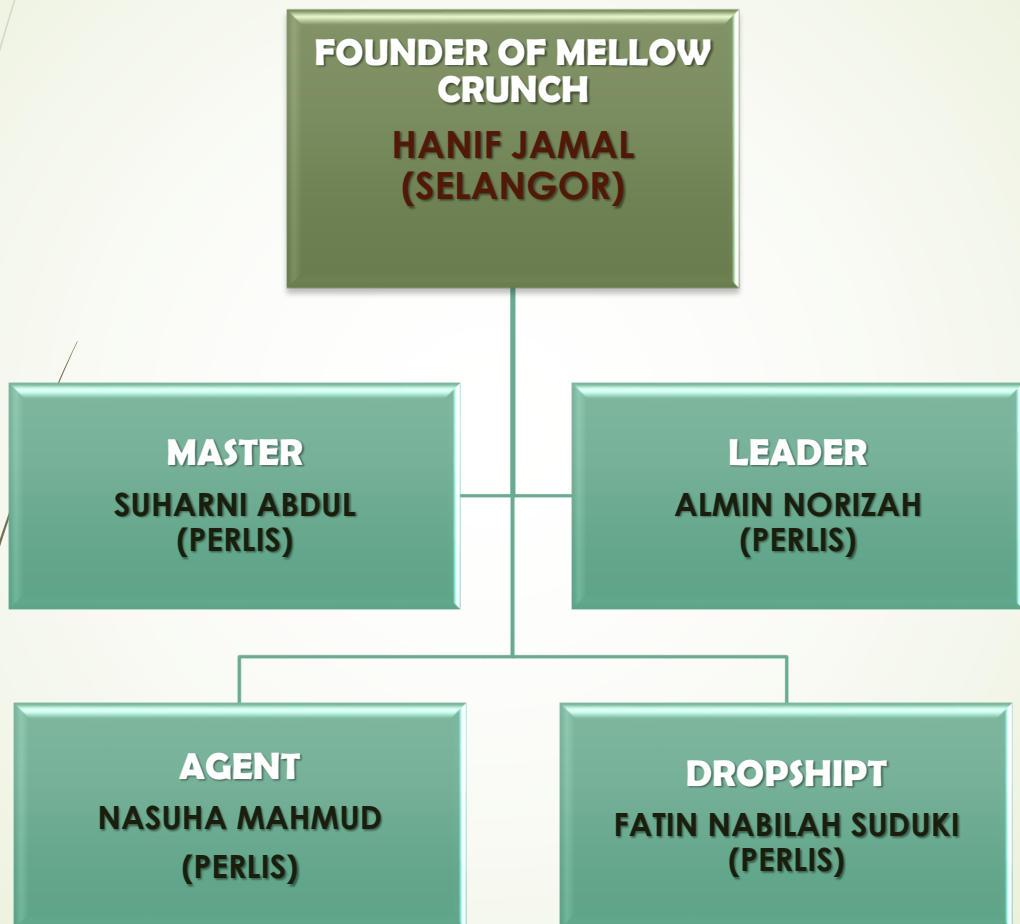 FOUNDER OF MELLOW
CRUNCH
HANIF JAMAL
(SELANGOR)
MASTER
SUHARNI ABDUL
(PERLIS)
LEADER
ALMIN NORIZAH
(PERLIS)
AGENT
NASUHA MAHMUD
(PERLIS)
DROPSHIPT
FATIN NABILAH SUDUKI
(PERLIS)